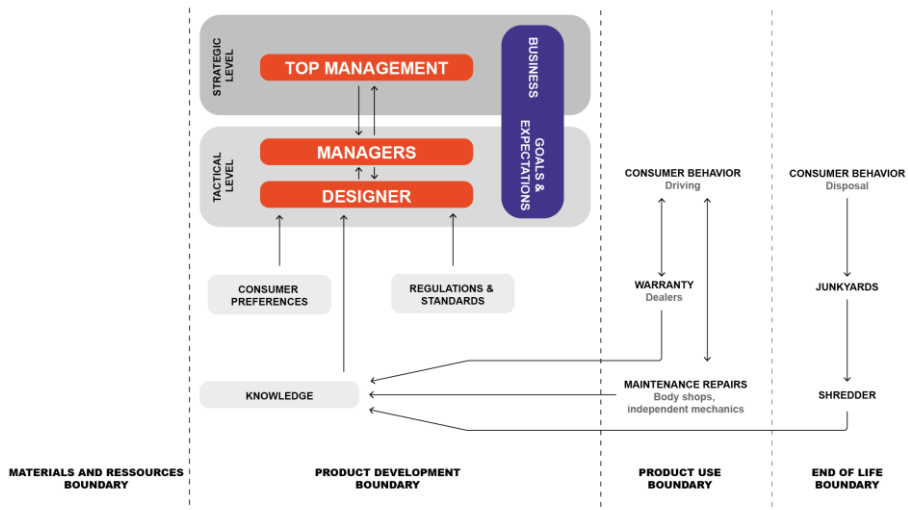 STRATEGIC
LEVEL
TOP MANAGEMENT
BUSINESS
GOALS &
EXPECTATIONS
TACTICAL
LEVEL
MANAGERS
DESIGNER
CONSUMER BEHAVIOR
Driving
CONSUMER BEHAVIOR
Disposal
CONSUMER
PREFERENCES
REGULATIONS &
STANDARDS
WARRANTY
Dealers
JUNKYARDS
KNOWLEDGE
MAINTENANCE REPAIRS
Body shops,
independent mechanics
SHREDDER
MATERIALS AND RESSOURCES
BOUNDARY
PRODUCT DEVELOPMENT
BOUNDARY
PRODUCT USE
BOUNDARY
END OF LIFE
BOUNDARY